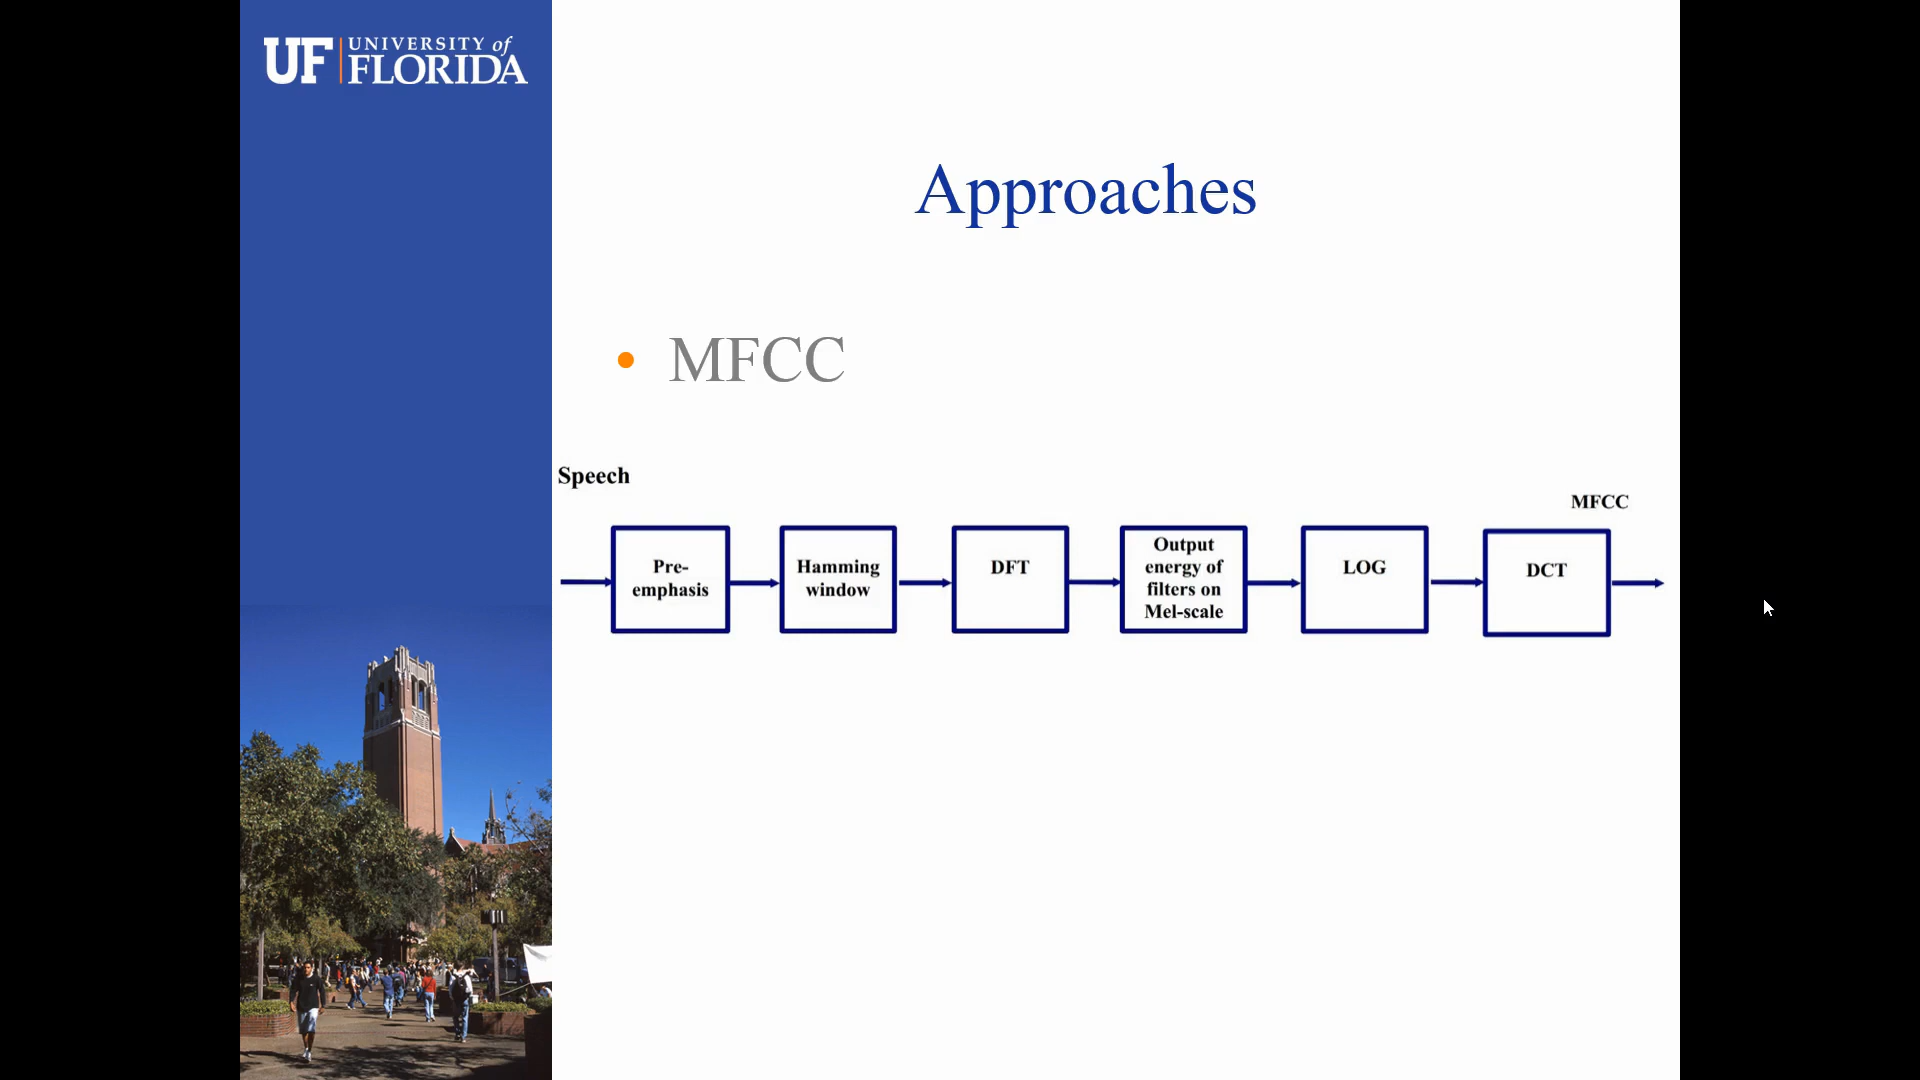 UF UNIVERSITY of
FLORIDA
Approaches
• MFCC
Speech
MFCC
Pre-
emphasis
Hamming
window
DFT
Output
energy of
filters on
Mel-scale
LOG
DCT